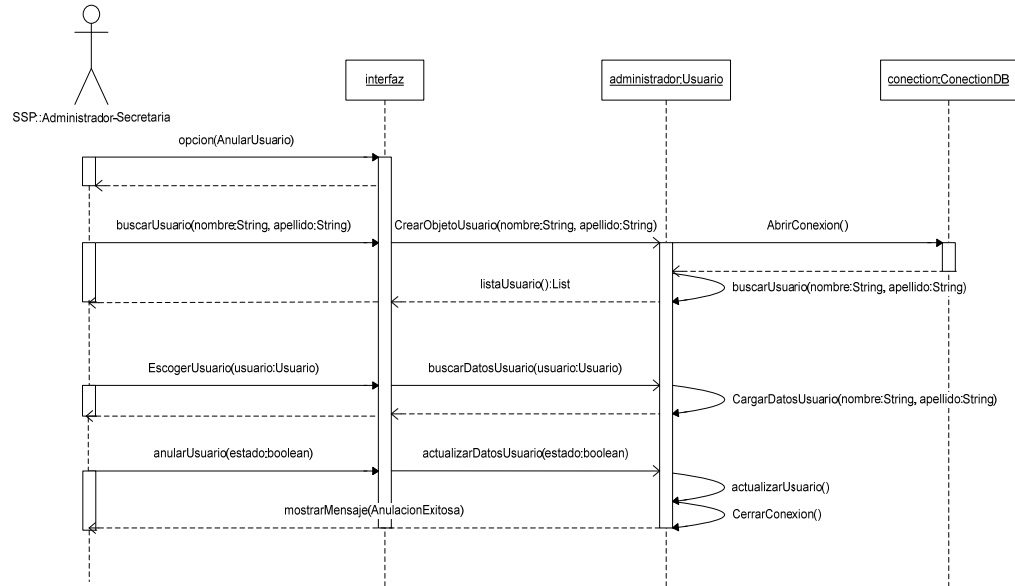 interfaz
administrador:Usuario
conection:ConectionDB
SSP::Administrador-Secretaria
opcion(AnularUsuario)
buscarUsuario(nombre:String, apellido:String)
CrearObjetoUsuario(nombre:String, apellido:String)
AbrirConexion()
listaUsuario():List
buscarUsuario(nombre:String, apellido:String)
EscogerUsuario(usuario:Usuario)
buscarDatosUsuario(usuario:Usuario)
CargarDatosUsuario(nombre:String, apellido:String)
anularUsuario(estado:boolean)
actualizarDatosUsuario(estado:boolean)
actualizarUsuario()
mostrarMensaje(AnulacionExitosa)
CerrarConexion()